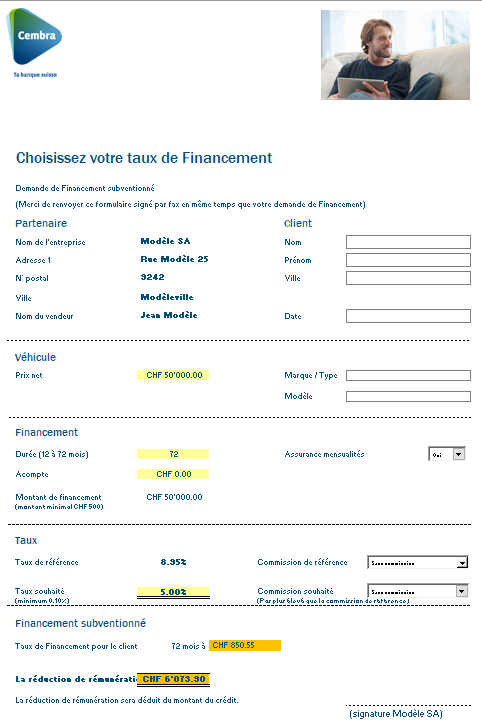 Cembra
Ta banque suisse
Choisissez votre taux de Financement
Demande de Financement subventionné
(Merci de renvoyer ce formulaire signé par fax en même temps que votre demande de Financement)
Partenaire Client
Nom de l'entreprise Modèle SA Nom
Adresse 1 Rue Modèle 25 Prénom
N° postal 9242 Ville
Ville Modèleville
Nom du vendeur Jean Modèle Date
Véhicule
Prix net CHF 50'000.00 Marque / Type
Modèle
Financement
Durée (12 à 72 mois) 72 Assurance mensualités Oui
Acompte CHF 0.00
Montant de financement CHF 50'000.00
(montant minimal CHF 500)
Taux
Taux de référence 8.95% Commission de référence Sans commission
Taux souhaité 5.00% Commission souhaité Sans commission
(minimum 0.10%) (Pas plus élevé que la commission de référence)
Financement subventionné
Taux de Financement pour le client 72 mois à CHF 850.55
La réduction de rémunératio CHF 6'073.90
La réduction de rémunération sera déduit du montant du crédit.
(signature Modèle SA)